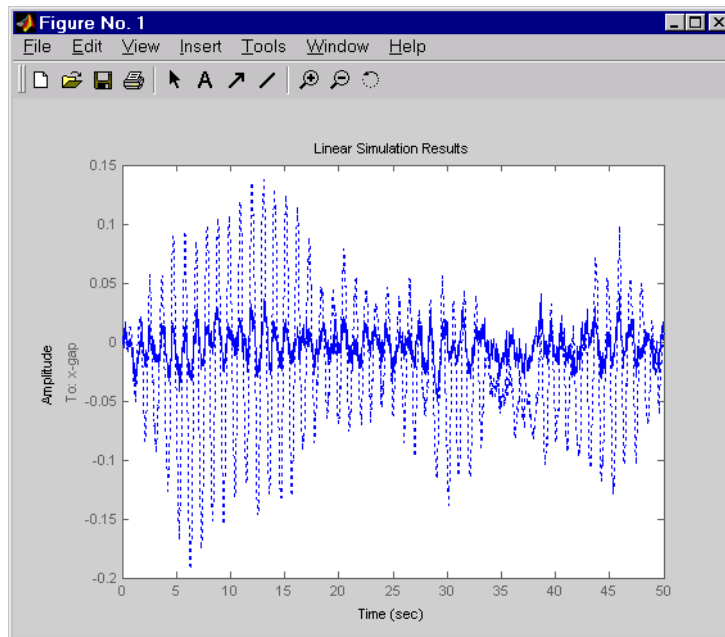 Figure No. 1
File Edit View Insert Tools Window Help
A
Linear Simulation Results
0.15
0.1
0.05
0
-0.05
-0.1
-0.15
-0.2
Amplitude
To: x-gap
0 5 10 15 20 25 30 35 40 45 50
Time (sec)